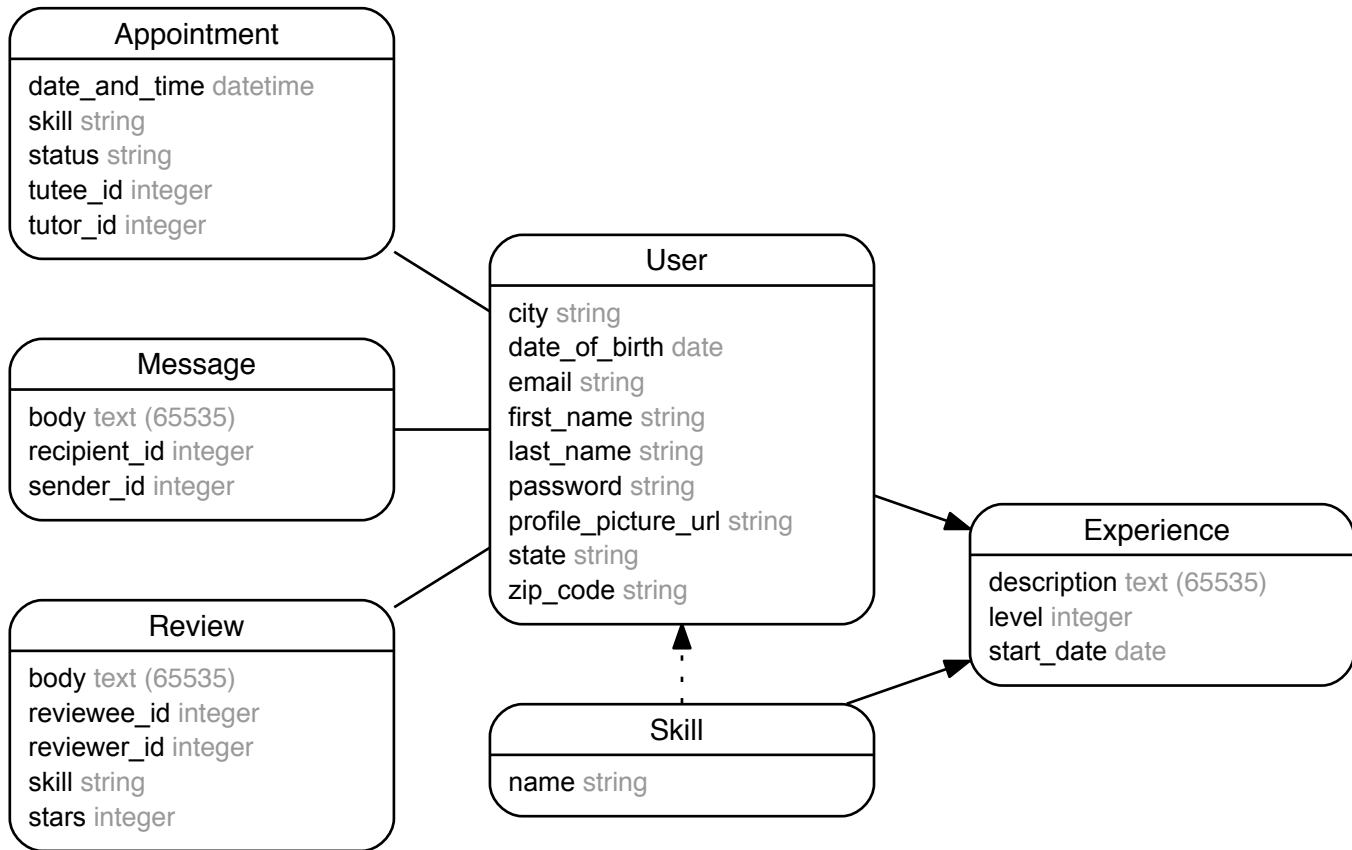 Appointment
date_and_time datetime
skill string
status string
tutee_id integer
tutor_id integer
Message
body text (65535)
recipient_id integer
sender_id integer
Review
body text (65535)
reviewee_id integer
reviewer_id integer
skill string
stars integer
User
city string
date_of_birth date
email string
first_name string
last_name string
password string
profile_picture_url string
state string
zip_code string
Skill
name string
Experience
description text (65535)
level integer
start_date date